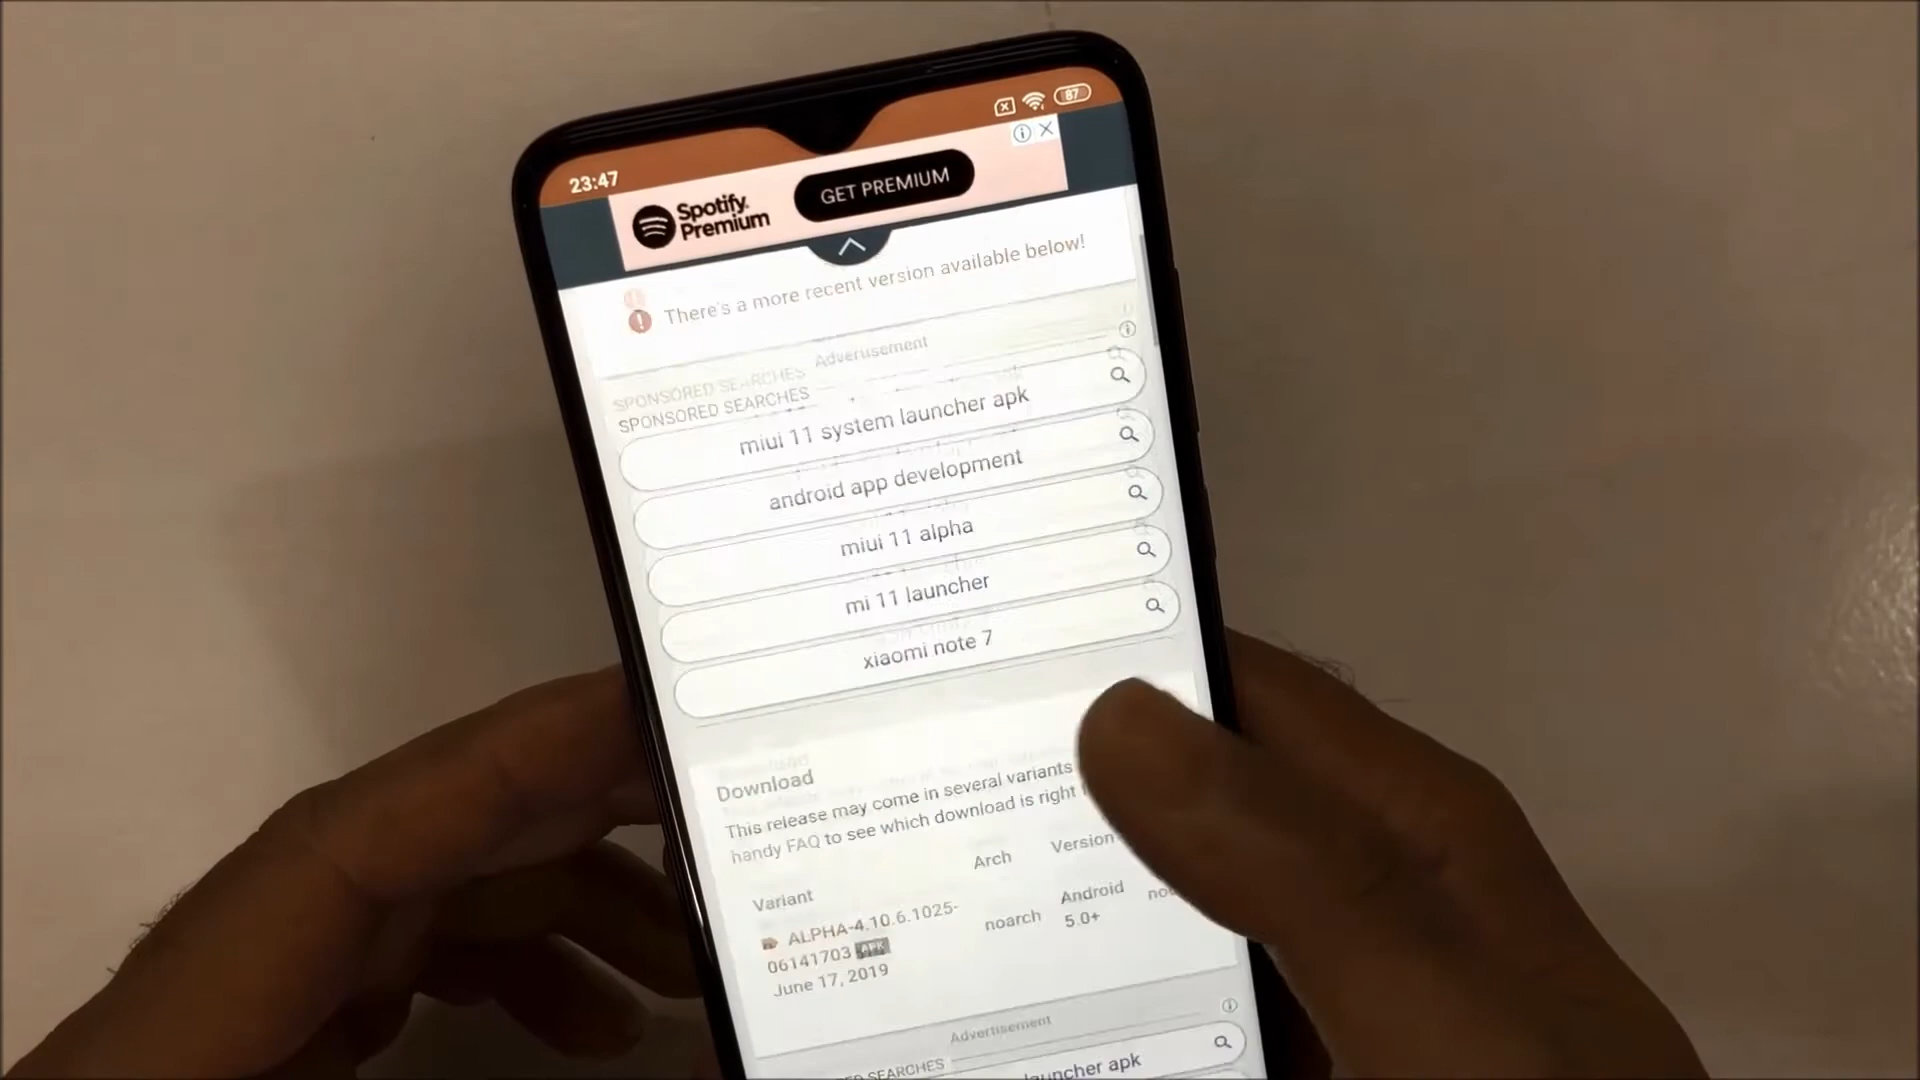 23:47
87
Spotify
Premium
GET PREMIUM
There's a more recent version available below!
Advertisement
SPONSORED SEARCHES
miui 11 system launcher apk
android app development
miui 11 alpha
mi 11 launcher
xiaomi note 7
Download
This release may come in several variants
handy FAQ to see which download is right
Variant
Arch
Version
ALPHA-4.10.6.1025-
06141703 APK
June 17, 2019
noarch
Android
5.0+
Advertisement
SEARCHES
launcher apk